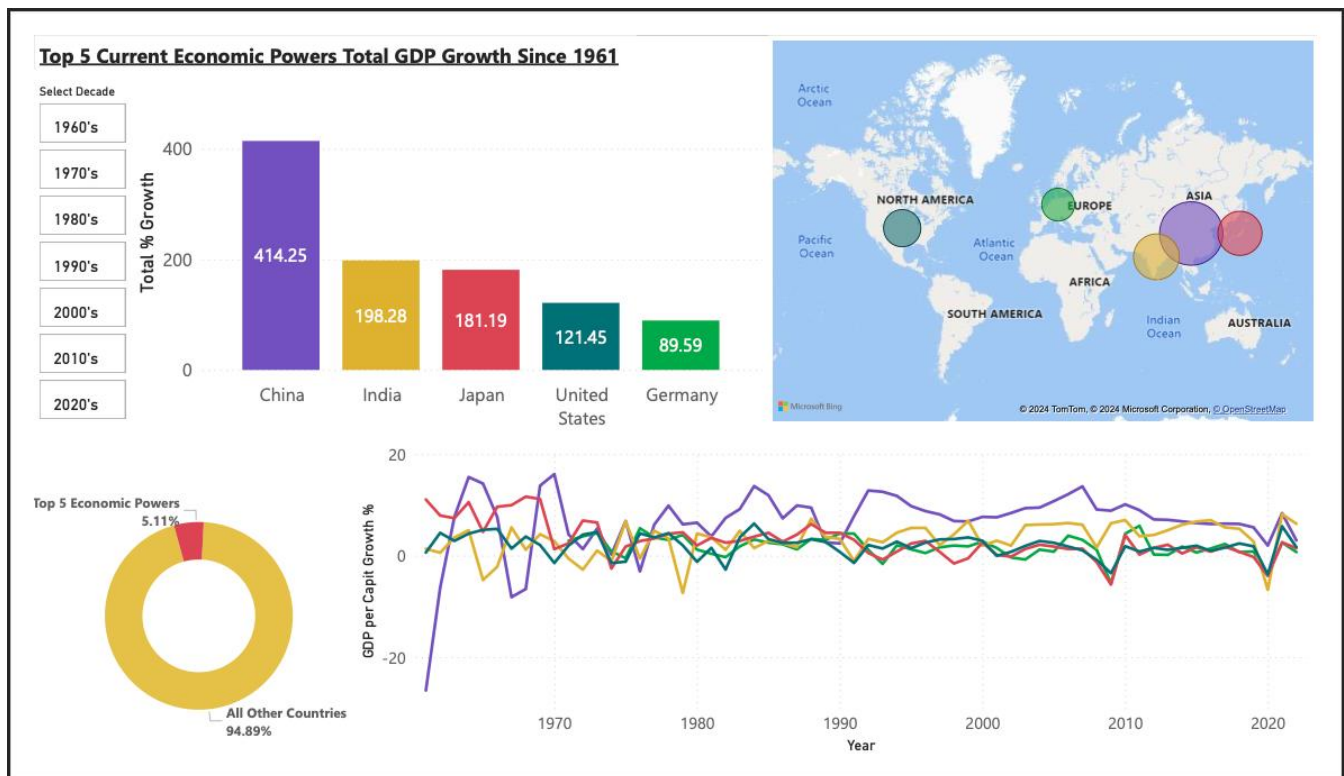 Top 5 Current Economic Powers Total GDP Growth Since 1961
Select Decade
1960's
1970's
1980's
1990's
2000's
2010's
2020's
Total % Growth
400
200
0
414.25
198.28
181.19
121.45
89.59
China
India
Japan
United
States
Germany
Arctic
Ocean
NORTH AMERICA
EUROPE
ASIA
Pacific
Ocean
Atlantic
Ocean
AFRICA
SOUTH AMERICA
Indian
Ocean
AUSTRALIA
Microsoft Bing
© 2024 TomTom, © 2024 Microsoft Corporation, © OpenStreetMap
Top 5 Economic Powers
5.11%
All Other Countries
94.89%
GDP per Capit Growth %
20
0
-20
1970
1980
1990
2000
2010
2020
Year